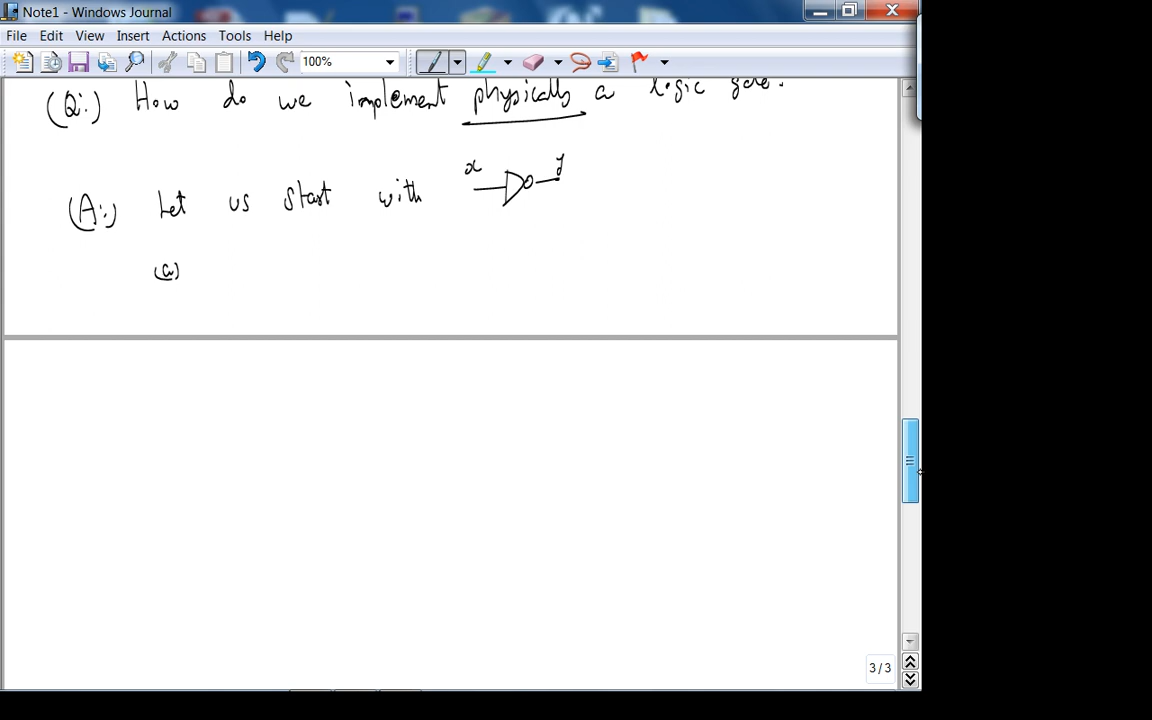 Note1 - Windows Journal
File Edit View Insert Actions Tools Help
100%
(Q:) How do we implement physically a logic gate.
(A:) Let us start with x y
(a)
3 / 3